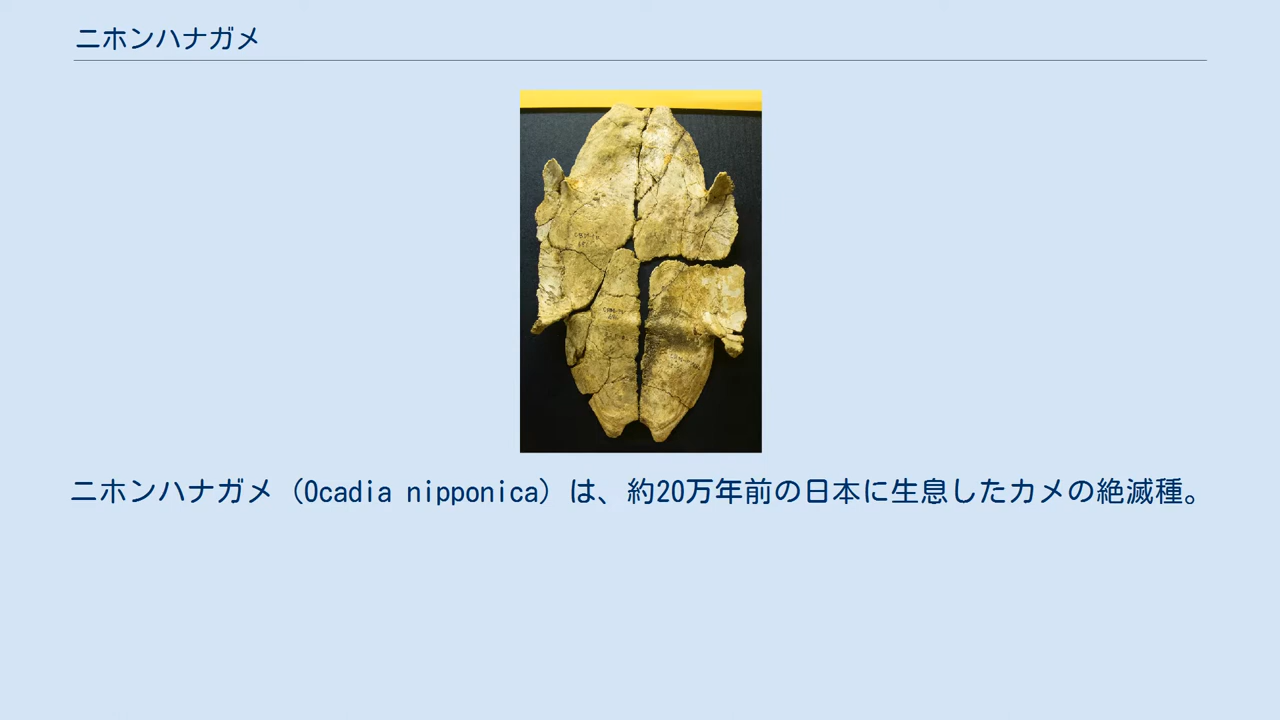 ニホンハナガメ
ニホンハナガメ（Ocadia nipponica）は、約20万年前の日本に生息したカメの絶滅種。